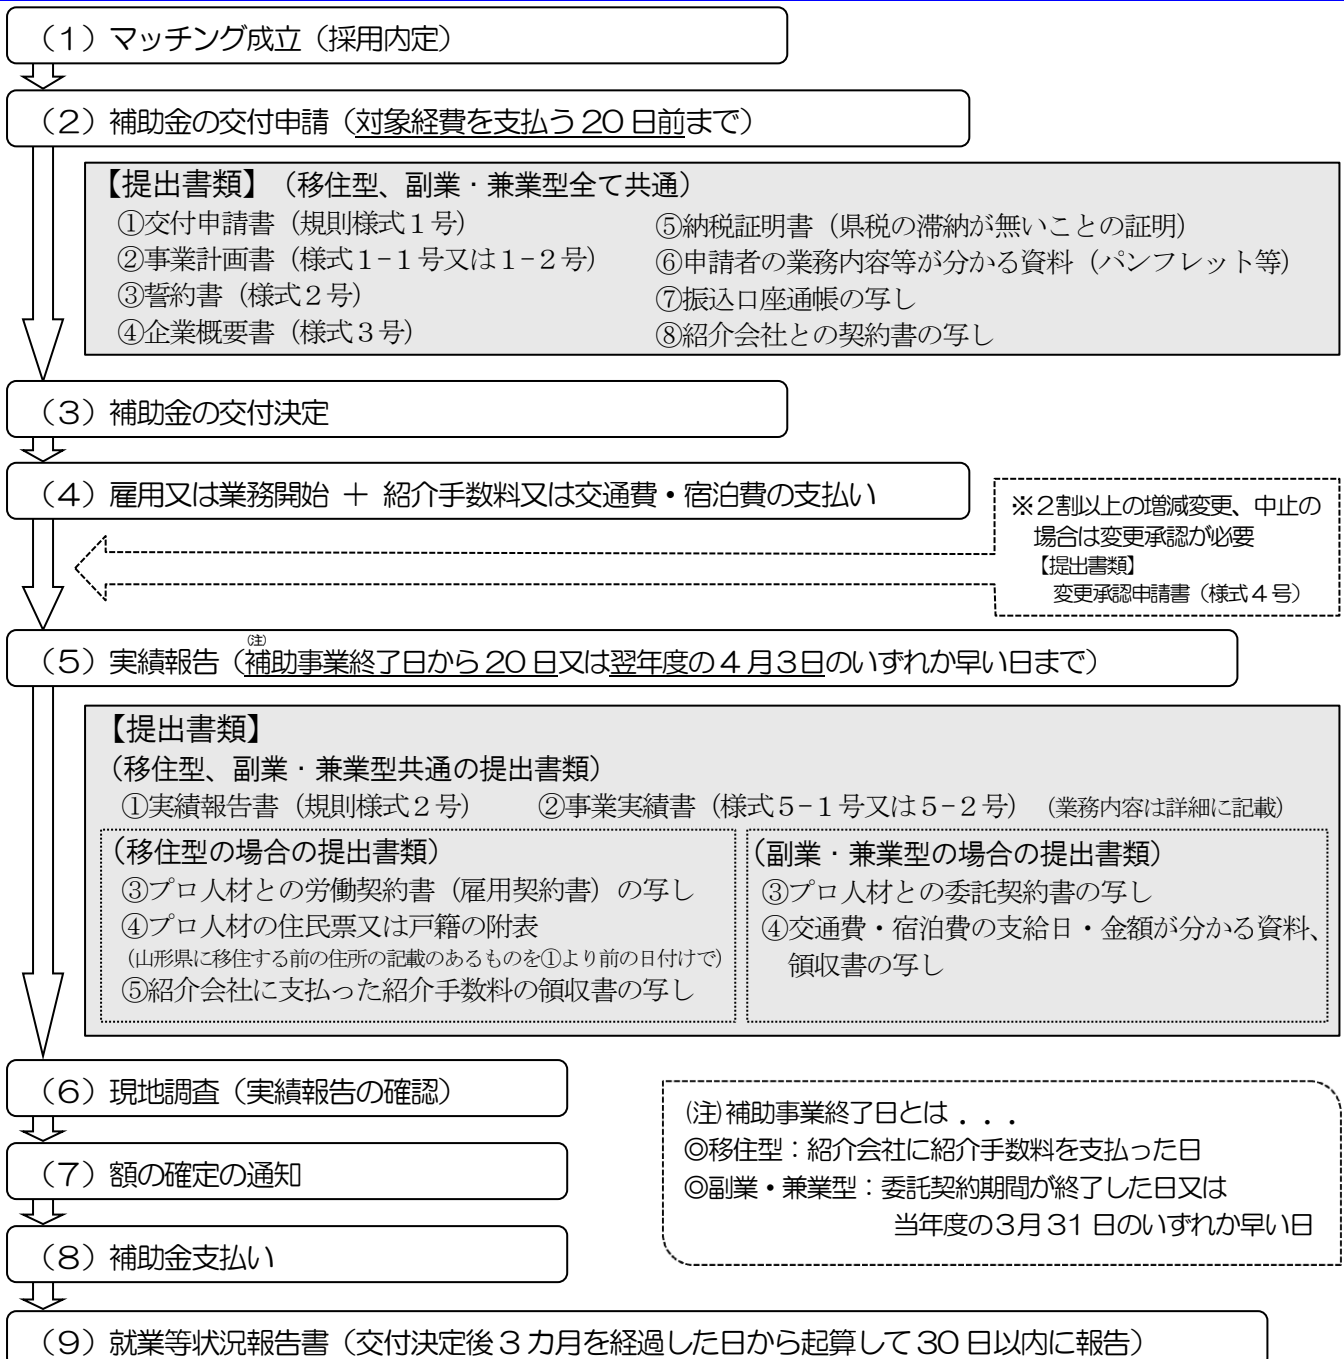 （１）マッチング成立（採用内定）
（２）補助金の交付申請（対象経費を支払う20日前まで）
【提出書類】（移住型、副業・兼業型全て共通）
①交付申請書（規則様式１号）
②事業計画書（様式１-１号又は１-２号）
③誓約書（様式２号）
④企業概要書（様式３号）
⑤納税証明書（県税の滞納が無いことの証明）
⑥申請者の業務内容等が分かる資料（パンフレット等）
⑦振込口座通帳の写し
⑧紹介会社との契約書の写し
（３）補助金の交付決定
（４）雇用又は業務開始 ＋ 紹介手数料又は交通費・宿泊費の支払い
※２割以上の増減変更、中止の
場合は変更承認が必要
【提出書類】
変更承認申請書（様式４号）
(注)
（５）実績報告（補助事業終了日から20日又は翌年度の４月３日のいずれか早い日まで）
【提出書類】
（移住型、副業・兼業型共通の提出書類）
①実績報告書（規則様式２号） ②事業実績書（様式５-１号又は５-２号）（業務内容は詳細に記載）
（移住型の場合の提出書類）
③プロ人材との労働契約書（雇用契約書）の写し
④プロ人材の住民票又は戸籍の附表
（山形県に移住する前の住所の記載のあるものを①より前の日付けで）
⑤紹介会社に支払った紹介手数料の領収書の写し
（副業・兼業型の場合の提出書類）
③プロ人材との委託契約書の写し
④交通費・宿泊費の支給日・金額が分かる資料、
領収書の写し
（６）現地調査（実績報告の確認）
（７）額の確定の通知
（８）補助金支払い
(注)補助事業終了日とは．．．
◎移住型：紹介会社に紹介手数料を支払った日
◎副業・兼業型：委託契約期間が終了した日又は
当年度の３月31日のいずれか早い日
（９）就業等状況報告書（交付決定後３カ月を経過した日から起算して30日以内に報告）